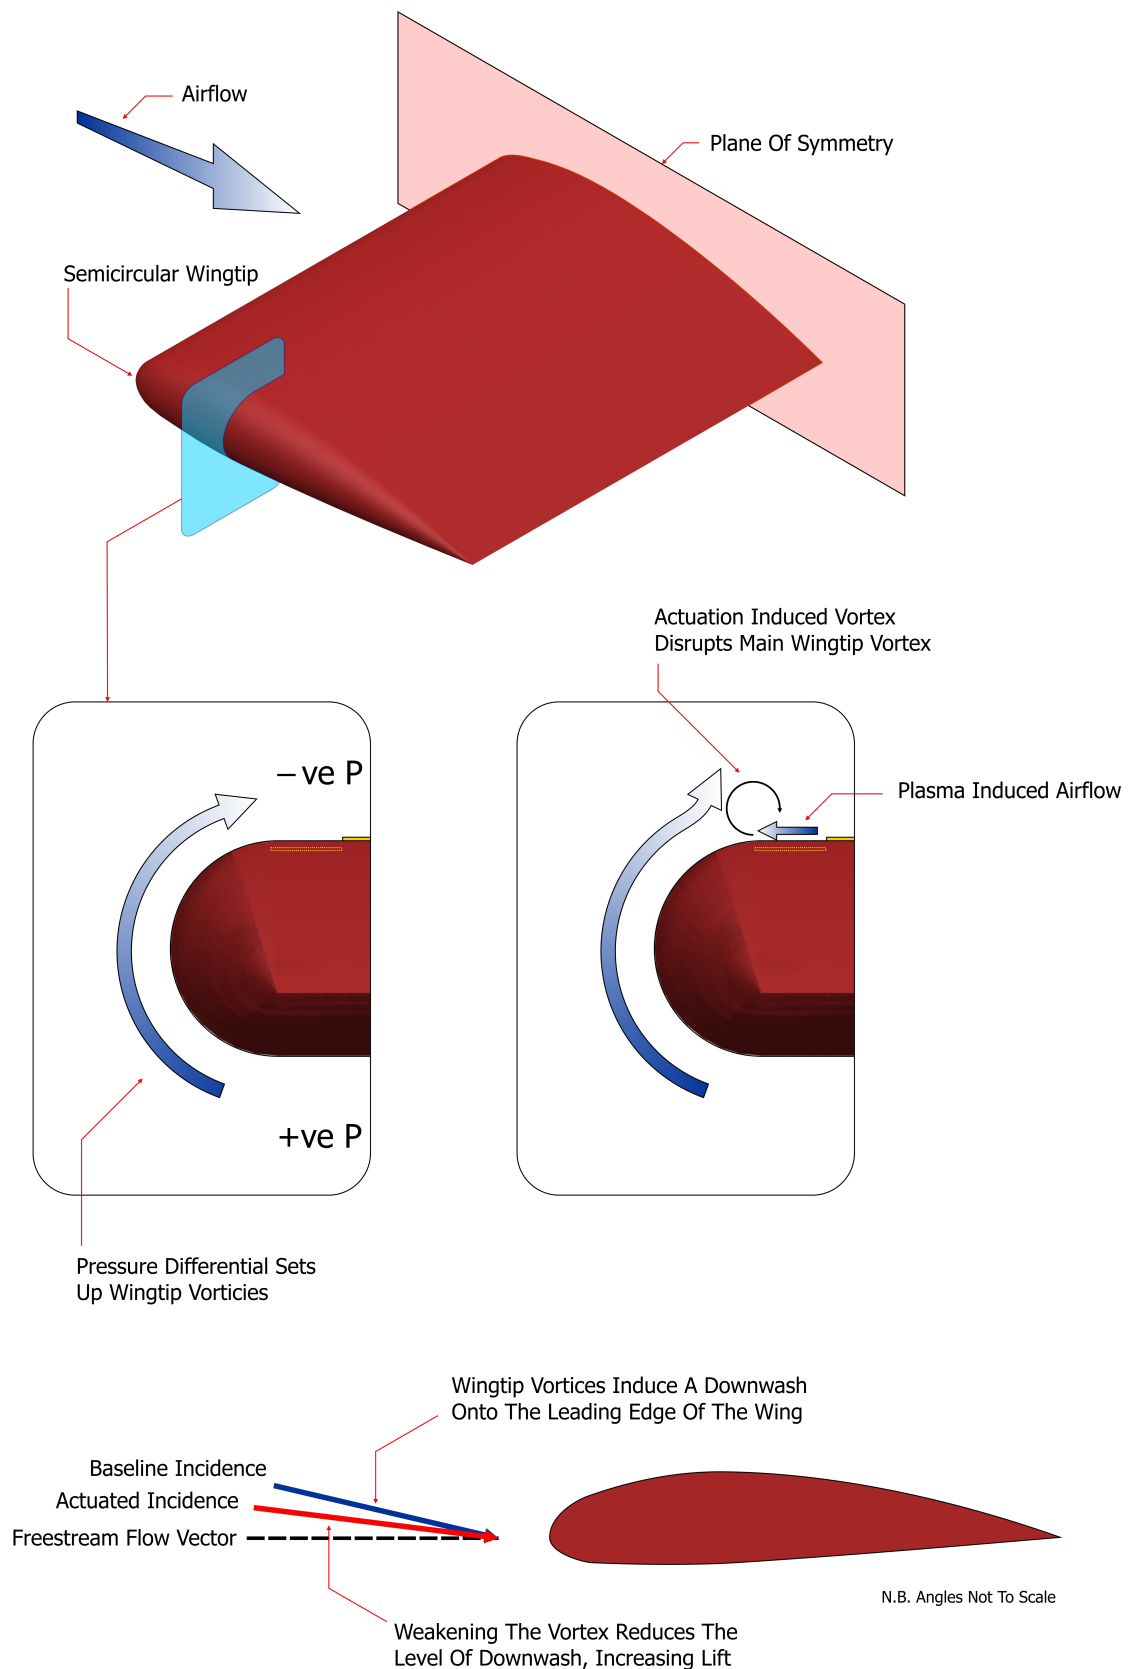 Airflow
Plane Of Symmetry
Semicircular Wingtip
Actuation Induced Vortex
Disrupts Main Wingtip Vortex
–ve P
Plasma Induced Airflow
+ve P
Pressure Differential Sets
Up Wingtip Vorticies
Wingtip Vortices Induce A Downwash
Onto The Leading Edge Of The Wing
Baseline Incidence
Actuated Incidence
Freestream Flow Vector
N.B. Angles Not To Scale
Weakening The Vortex Reduces The
Level Of Downwash, Increasing Lift